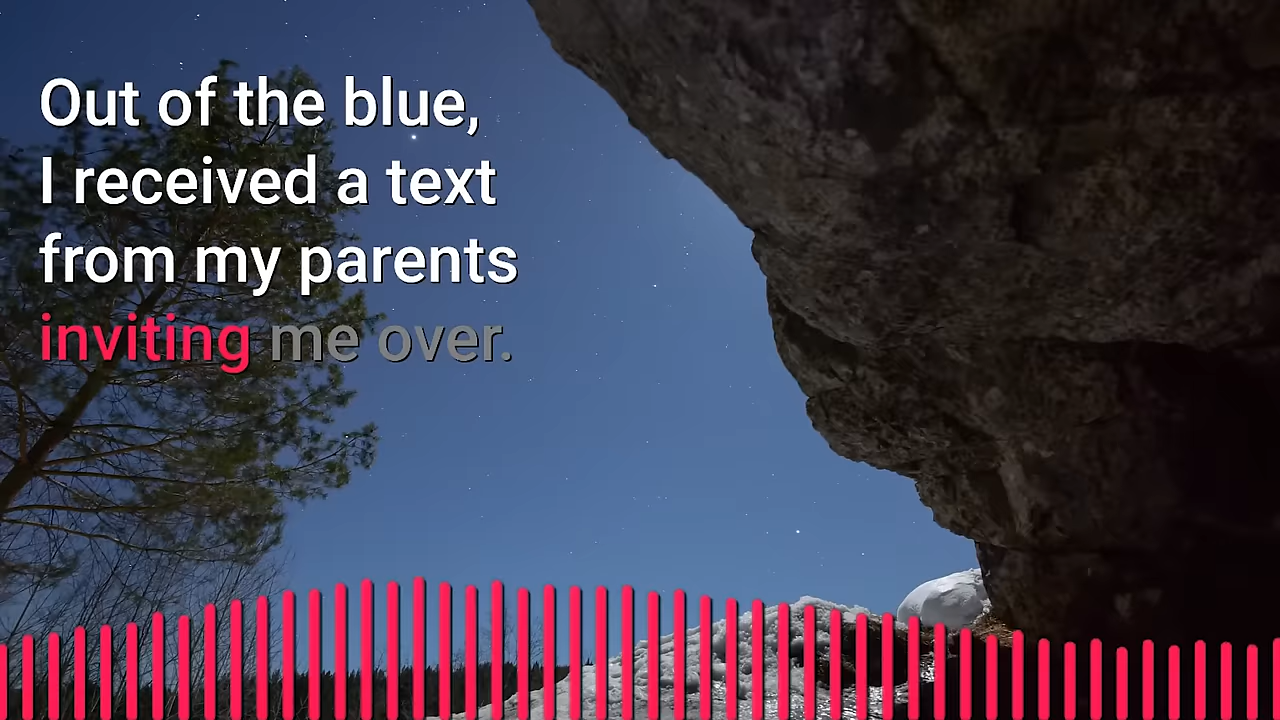 Out of the blue,
I received a text
from my parents
inviting me over.